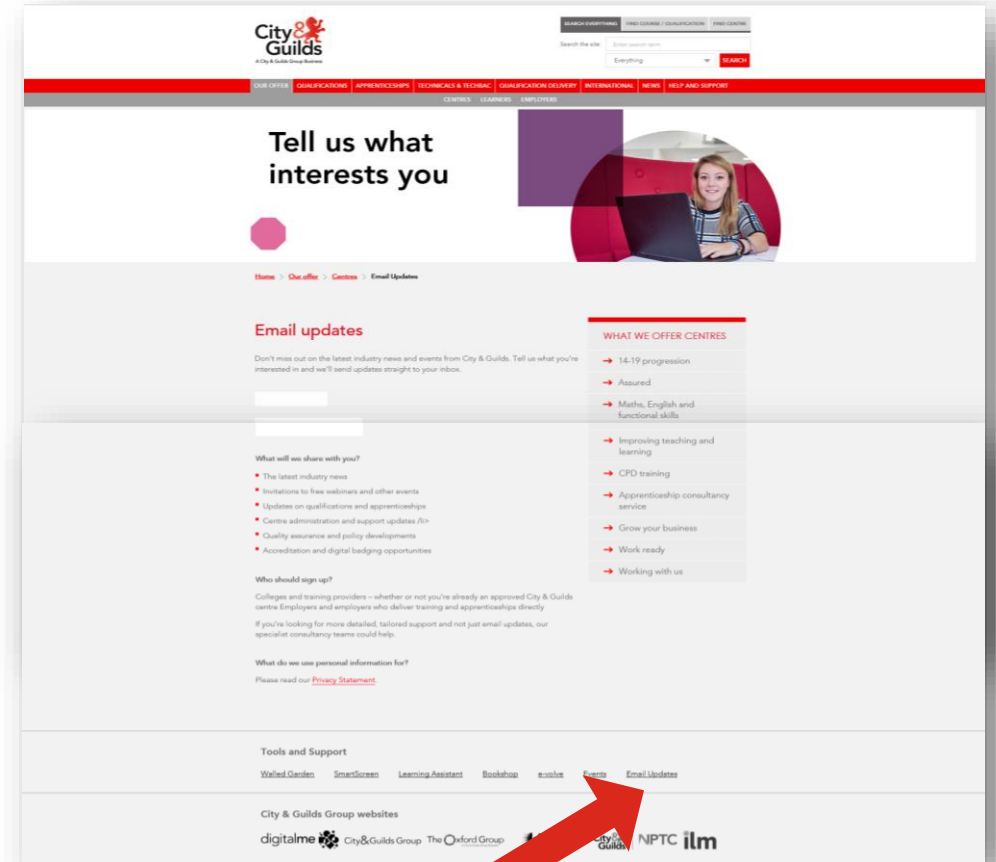 City&
Guilds
A City & Guilds Group Business
SEARCH EVERYTHING FIND COURSE / QUALIFICATION FIND CENTRE
Search the site Enter search term
Everything SEARCH
OUR OFFER QUALIFICATIONS APPRENTICESHIPS TECHNICALS & TECHBAC QUALIFICATION DELIVERY INTERNATIONAL NEWS HELP AND SUPPORT
CENTRES LEARNERS EMPLOYERS
Tell us what
interests you
Home > Our offer > Centres > Email Updates
Email updates
Don't miss out on the latest industry news and events from City & Guilds. Tell us what you're
interested in and we'll send updates straight to your inbox.
What will we share with you?
The latest industry news
Invitations to free webinars and other events
Updates on qualifications and apprenticeships
Centre administration and support updates /li>
Quality assurance and policy developments
Accreditation and digital badging opportunities
Who should sign up?
Colleges and training providers – whether or not you're already an approved City & Guilds
centre Employers and employers who deliver training and apprenticeships directly
If you're looking for more detailed, tailored support and not just email updates, our
specialist consultancy teams could help.
What do we use personal information for?
Please read our Privacy Statement.
WHAT WE OFFER CENTRES
14-19 progression
Assured
Maths, English and
functional skills
Improving teaching and
learning
CPD training
Apprenticeship consultancy
service
Grow your business
Work ready
Working with us
Tools and Support
Walled Garden SmartScreen Learning Assistant Bookshop e-volve Events Email Updates
City & Guilds Group websites
digitalme City&Guilds Group The Oxford Group City& Guilds NPTC ilm